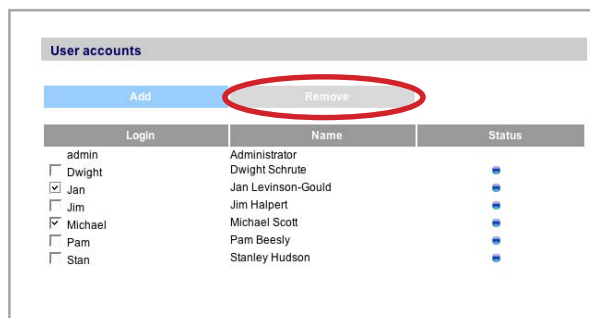 User accounts
Add Remove
Login Name Status
admin Administrator
Dwight Dwight Schrute
Jan Jan Levinson-Gould
Jim Jim Halpert
Michael Michael Scott
Pam Pam Beesly
Stan Stanley Hudson